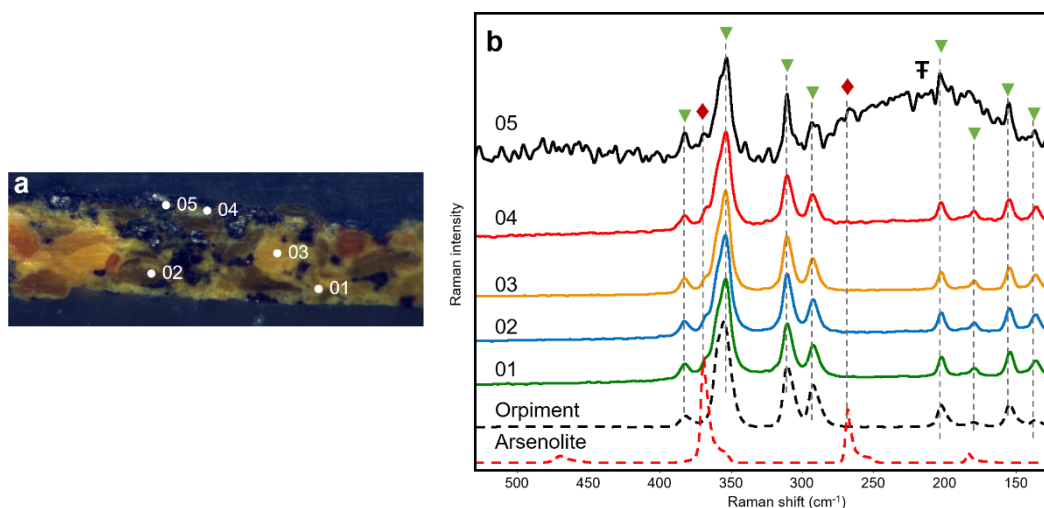 a
05
04
03
02
01
b
Ŧ
05
04
03
02
01
Orpiment
Arsenolite
Raman intensity
500 450 400 350 300 250 200 150
Raman shift (cm⁻¹)